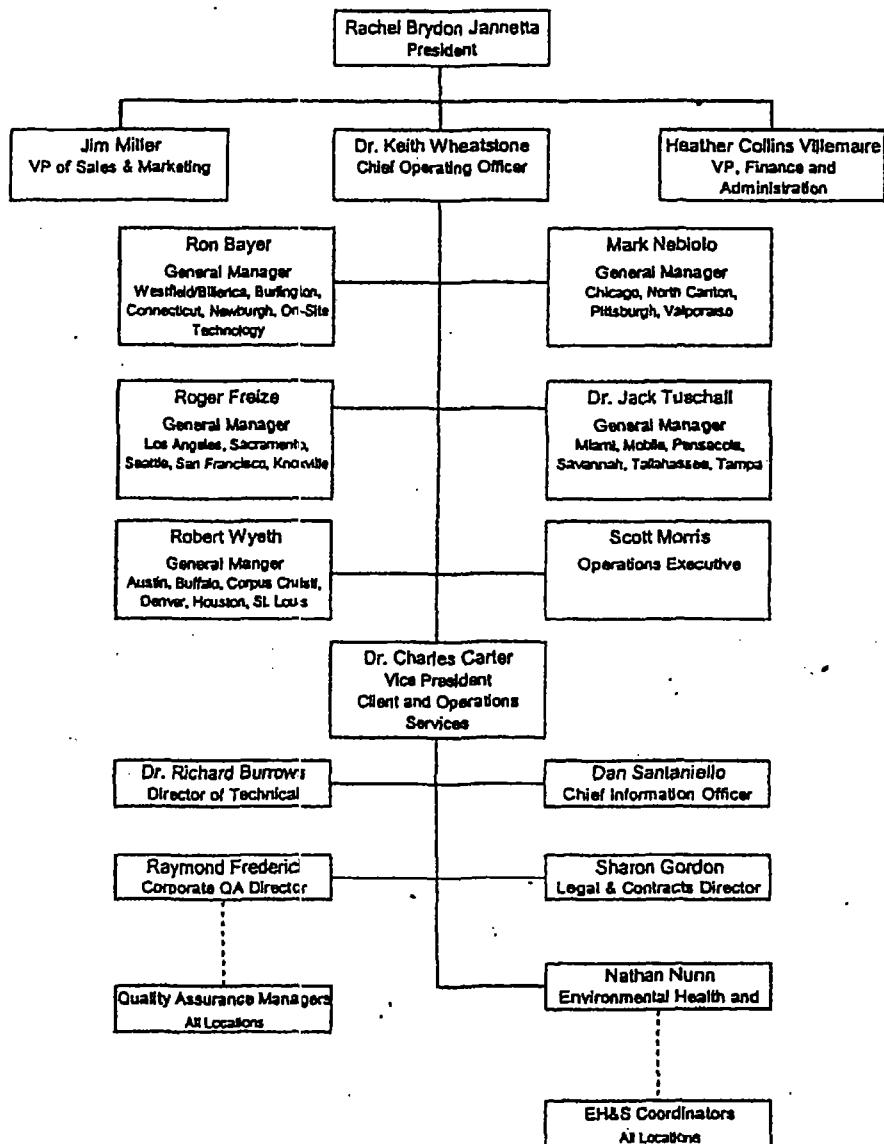 Rachel Brydon Jannetta
President
Jim Miller
VP of Sales & Marketing
Dr. Keith Wheatstone
Chief Operating Officer
Heather Collins Villemaire
VP, Finance and
Administration
Ron Bayer
General Manager
Westfield/Billerica, Burlington,
Connecticut, Newburgh, On-Site
Technology
Mark Nebiolo
General Manager
Chicago, North Canton,
Pittsburgh, Valporaiso
Roger Freize
General Manager
Los Angeles, Sacramento,
Seattle, San Francisco, Knoxville
Dr. Jack Tuschall
General Manager
Miami, Mobile, Pensacola,
Savannah, Tallahassee, Tampa
Robert Wyeth
General Manger
Austin, Buffalo, Corpus Christi,
Denver, Houston, St. Louis
Scott Morris
Operations Executive
Dr. Charles Carter
Vice President
Client and Operations
Services
Dr. Richard Burrows
Director of Technical
Dan Santaniello
Chief Information Officer
Raymond Frederici
Corporate QA Director
Sharon Gordon
Legal & Contracts Director
Quality Assurance Managers
All Locations
Nathan Nunn
Environmental Health and
EH&S Coordinators
All Locations